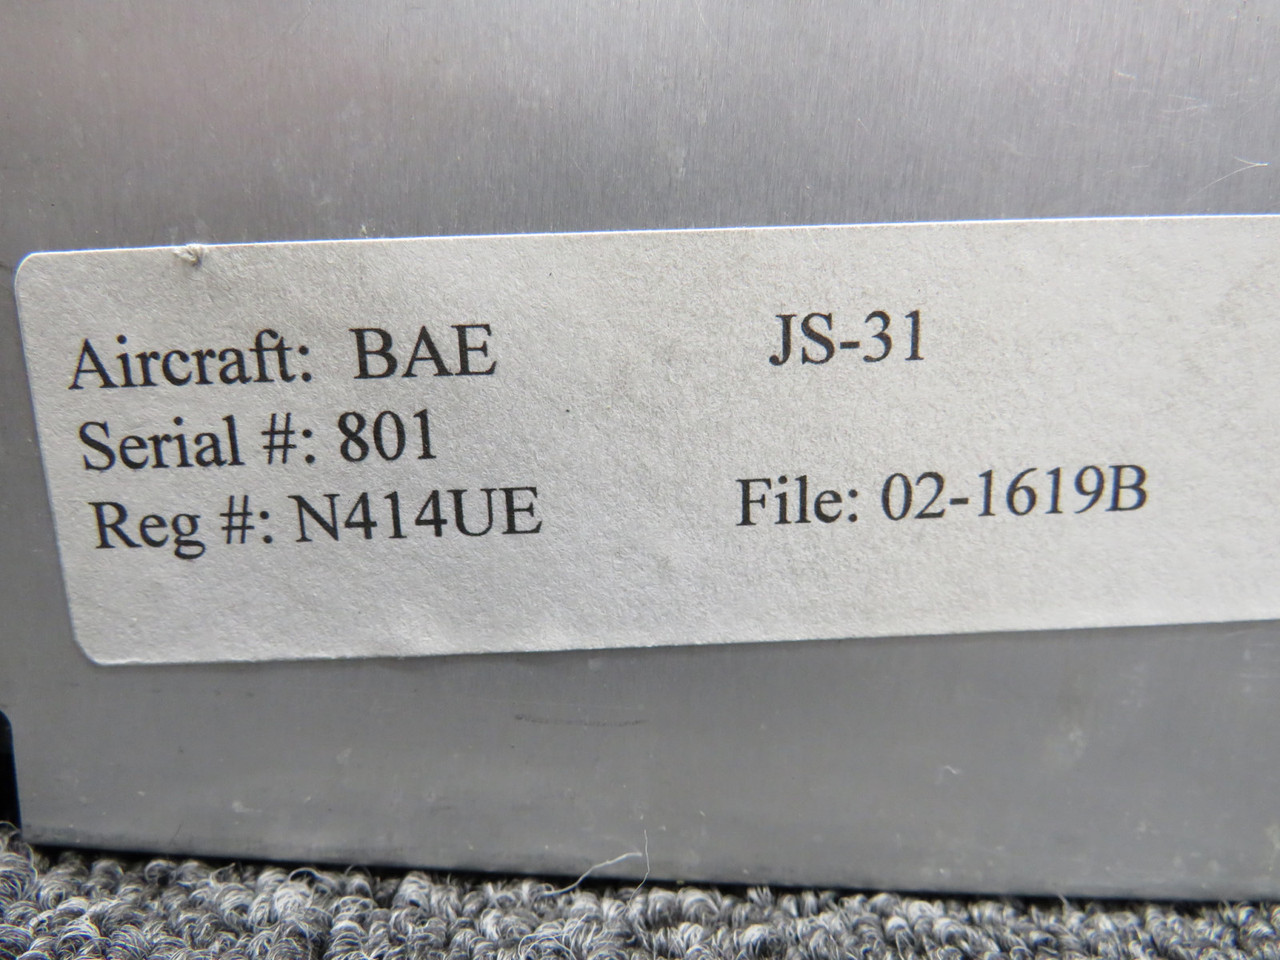 Aircraft: BAE JS-31
Serial #: 801
Reg #: N414UE File: 02-1619B